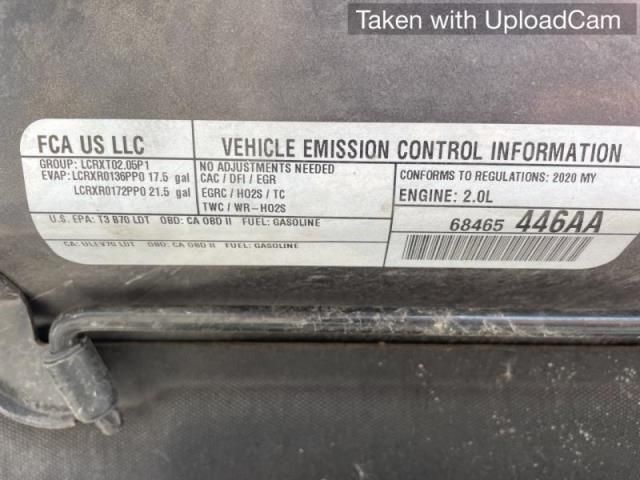 Taken with UploadCam
FCA US LLC
VEHICLE EMISSION CONTROL INFORMATION
GROUP: LCRXT02.05P1
EVAP: LCRXR0136PP0 17.5 gal
LCRXR0172PP0 21.5 gal
NO ADJUSTMENTS NEEDED
CAC / DFI / EGR
EGRC / HO2S / TC
TWC / WR-HO2S
CONFORMS TO REGULATIONS: 2020 MY
ENGINE: 2.0L
U.S. EPA: T3 B70 LDT OBD: CA OBD II FUEL: GASOLINE
CA: ULEV70 LDT OBD: CA OBD II FUEL: GASOLINE
68465 446AA